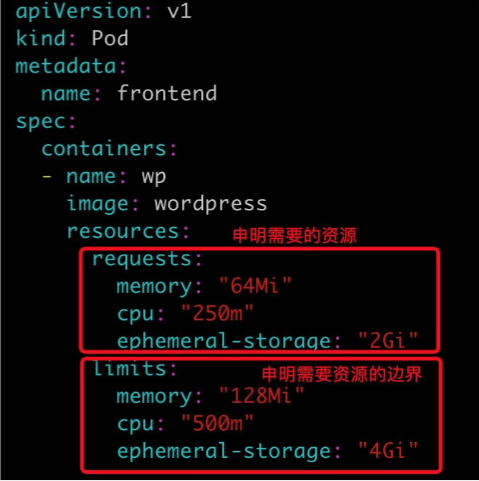 apiVersion: v1
kind: Pod
metadata:
  name: frontend
spec:
  containers:
  - name: wp
    image: wordpress
    resources: 申明需要的资源
      requests:
        memory: "64Mi"
        cpu: "250m"
        ephemeral-storage: "2Gi"
      limits: 申明需要资源的边界
        memory: "128Mi"
        cpu: "500m"
        ephemeral-storage: "4Gi"